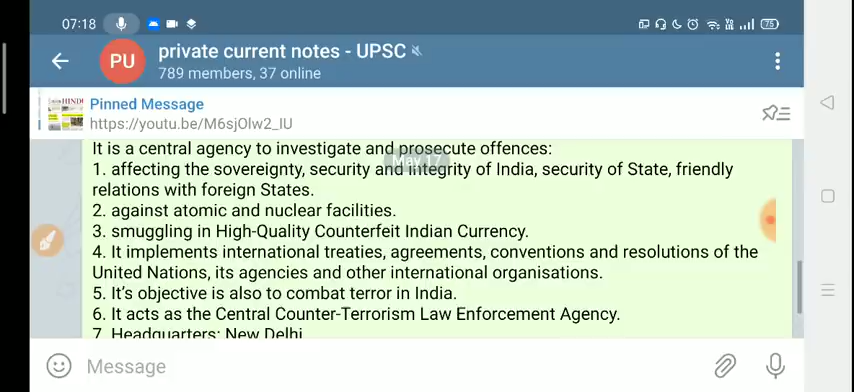 07:18
75
PU
private current notes - UPSC
789 members, 37 online
Pinned Message
https://youtu.be/M6sjOlw2_IU
May 17
It is a central agency to investigate and prosecute offences:
1. affecting the sovereignty, security and integrity of India, security of State, friendly
relations with foreign States.
2. against atomic and nuclear facilities.
3. smuggling in High-Quality Counterfeit Indian Currency.
4. It implements international treaties, agreements, conventions and resolutions of the
United Nations, its agencies and other international organisations.
5. It's objective is also to combat terror in India.
6. It acts as the Central Counter-Terrorism Law Enforcement Agency.
7. Headquarters: New Delhi
Message